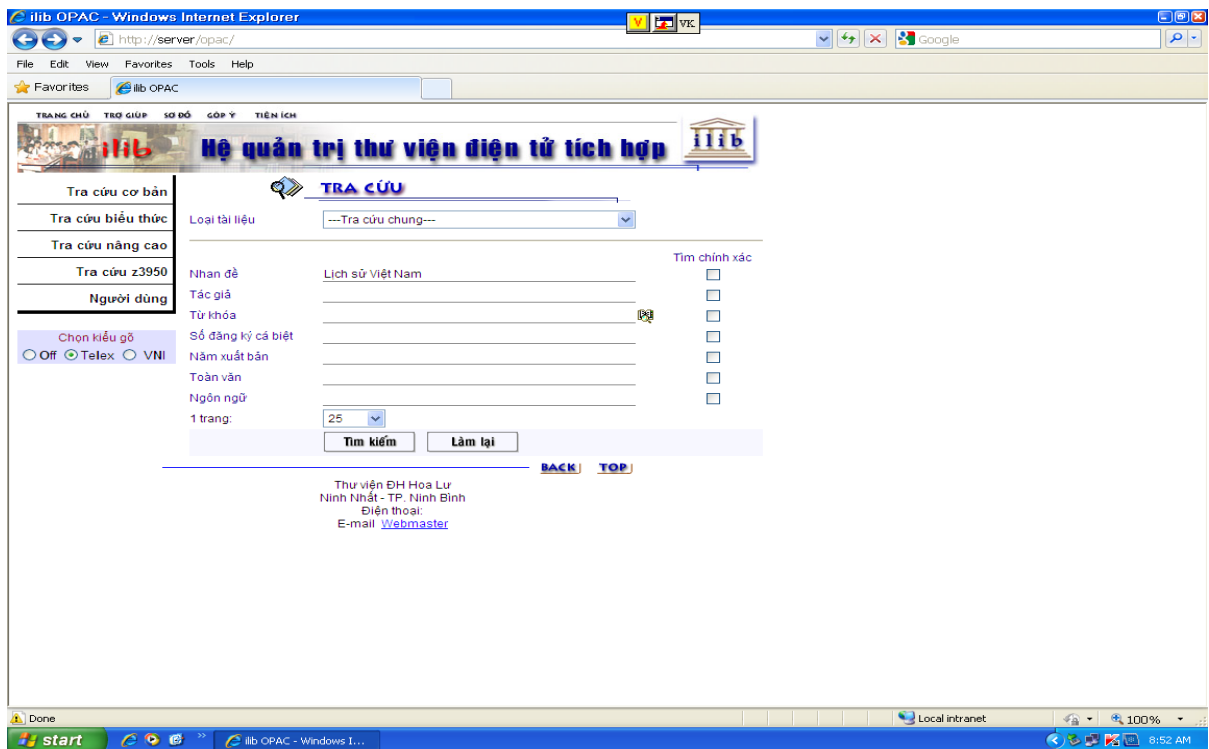 ilib OPAC - Windows Internet Explorer
V VK
http://server/opac/
Google
File Edit View Favorites Tools Help
Favorites ilib OPAC
TRANG CHỦ TRỢ GIÚP SƠ ĐỒ GÓP Ý TIỆN ÍCH
ilib Hệ quản trị thư viện điện tử tích hợp ilib
Tra cứu cơ bản
Tra cứu biểu thức
Tra cứu nâng cao
Tra cứu z3950
Người dùng
Chọn kiểu gõ
Off Telex VNI
TRA CỨU
Loại tài liệu ---Tra cứu chung---
Tìm chính xác
Nhan đề Lịch sử Việt Nam
Tác giả
Từ khóa
Số đăng ký cá biệt
Năm xuất bản
Toàn văn
Ngôn ngữ
1 trang: 25
Tìm kiếm Làm lại
BACK TOP
Thư viện ĐH Hoa Lư
Ninh Nhất - TP. Ninh Bình
Điện thoại:
E-mail Webmaster
Done Local intranet 100%
start ilib OPAC - Windows I... 8:52 AM